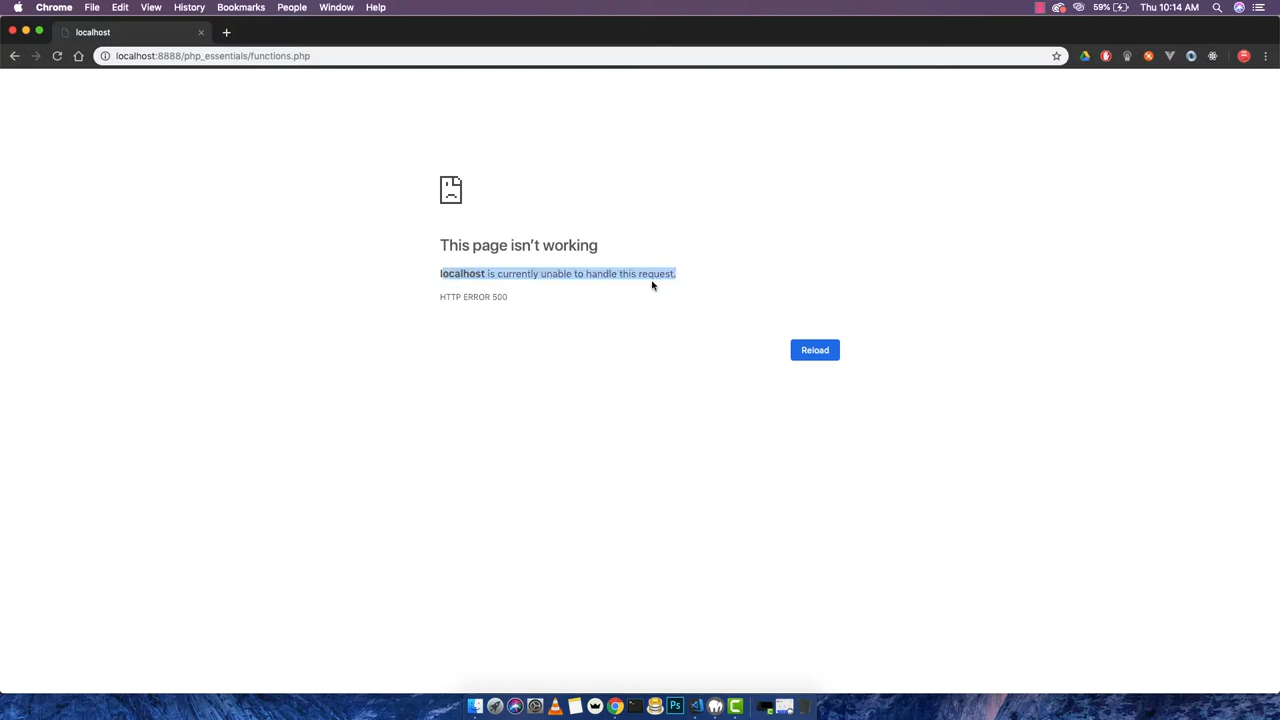 Chrome File Edit View History Bookmarks People Window Help 59% Thu 10:14 AM
localhost
localhost:8888/php_essentials/functions.php
This page isn't working
localhost is currently unable to handle this request.
HTTP ERROR 500
Reload
Ps